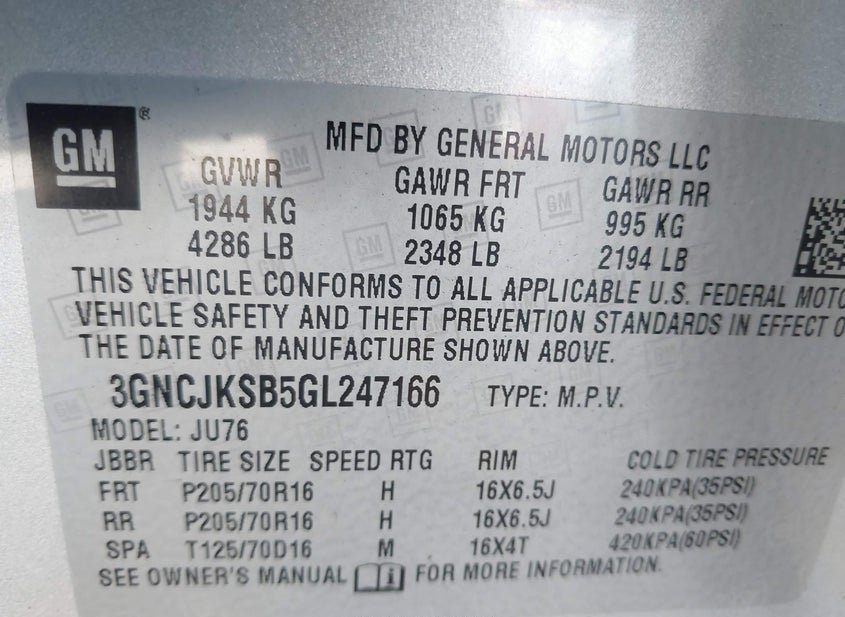 GM ®
MFD BY GENERAL MOTORS LLC
GVWR GAWR FRT GAWR RR
1944 KG 1065 KG 995 KG
4286 LB 2348 LB 2194 LB
THIS VEHICLE CONFORMS TO ALL APPLICABLE U.S. FEDERAL MOTO
VEHICLE SAFETY AND THEFT PREVENTION STANDARDS IN EFFECT O
THE DATE OF MANUFACTURE SHOWN ABOVE.
3GNCJKSB5GL247166 TYPE: M.P.V.
MODEL: JU76
JBBR TIRE SIZE SPEED RTG RIM COLD TIRE PRESSURE
FRT P205/70R16 H 16X6.5J 240KPA(35PSI)
RR P205/70R16 H 16X6.5J 240KPA(35PSI)
SPA T125/70D16 M 16X4T 420KPA(60PSI)
SEE OWNER'S MANUAL FOR MORE INFORMATION.